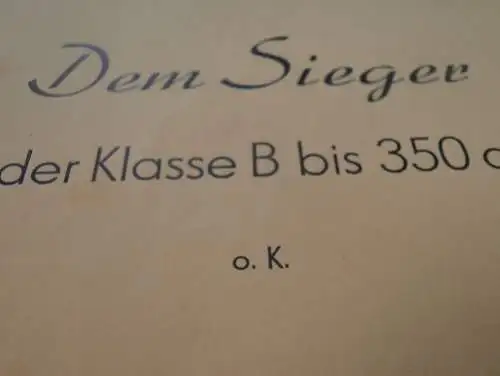 Dem Sieger
der Klasse B bis 350 c
o. K.